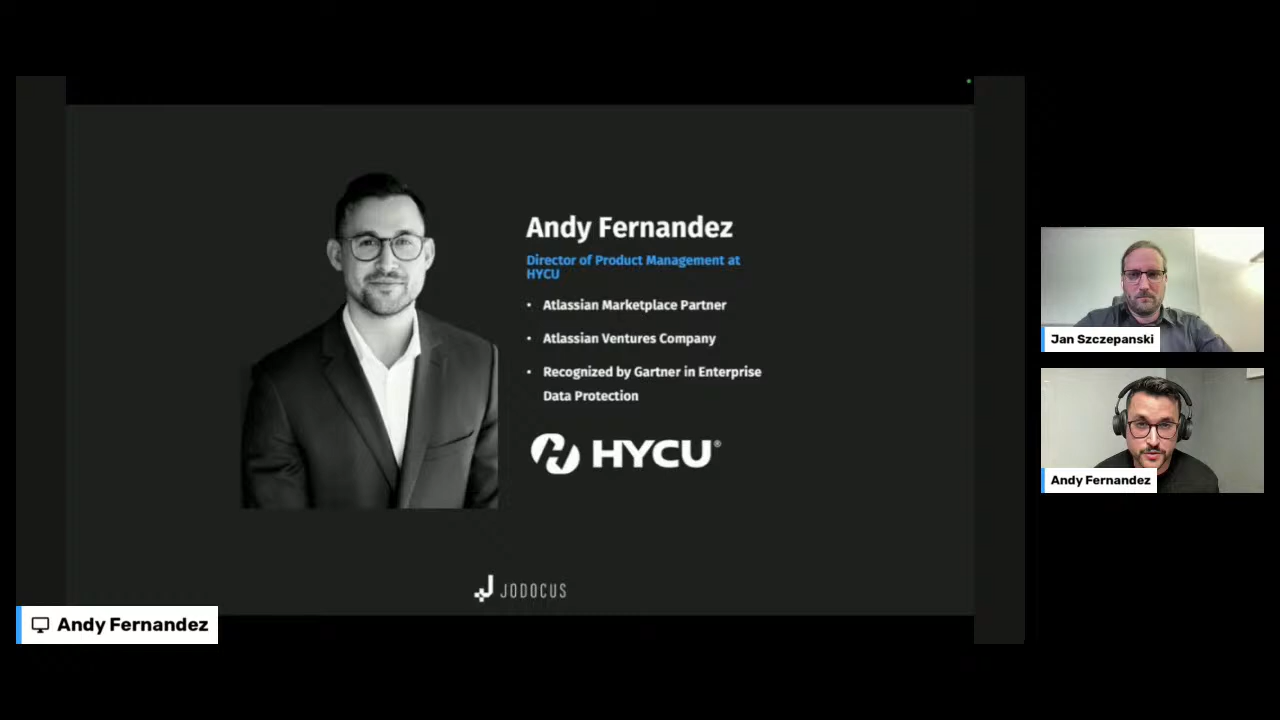 Andy Fernandez
Director of Product Management at
HYCU
• Atlassian Marketplace Partner
• Atlassian Ventures Company
• Recognized by Gartner in Enterprise
Data Protection
HYCU®
JODOCUS
Andy Fernandez
Jan Szczepanski
Andy Fernandez